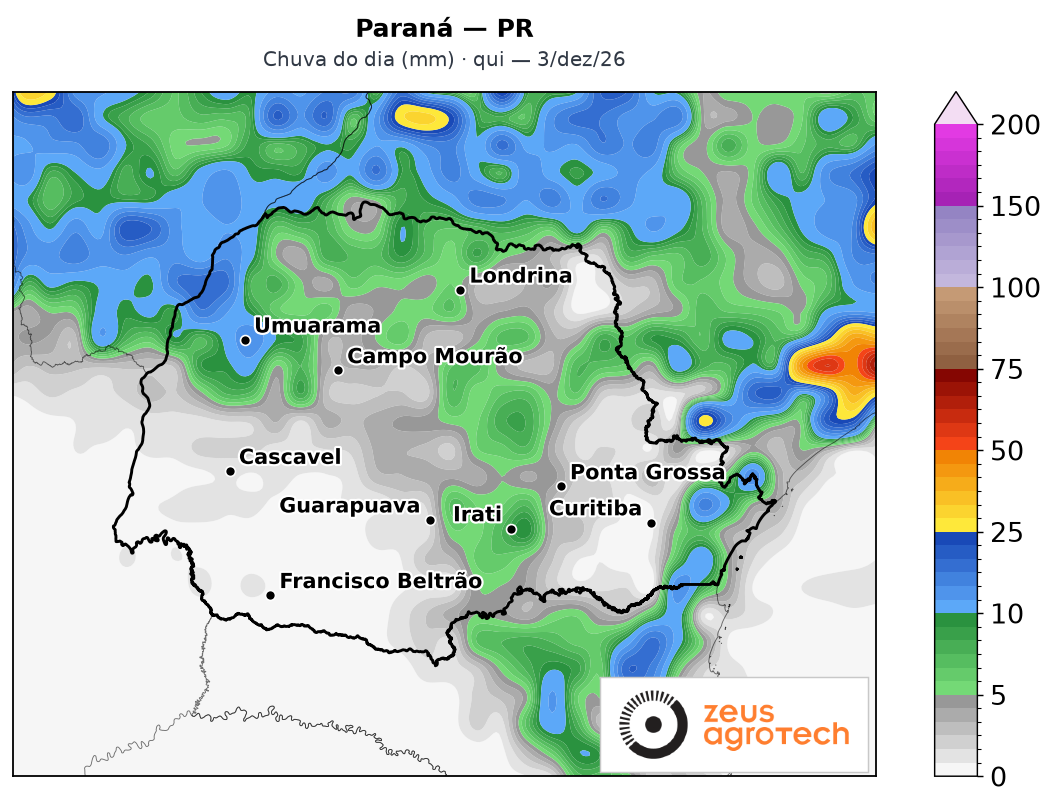 Paraná — PR
Chuva do dia (mm) · qui — 3/dez/26
200
150
100
75
50
25
10
5
0
Londrina
Umuarama
Campo Mourão
Cascavel
Ponta Grossa
Guarapuava
Irati
Curitiba
Francisco Beltrão
zeus
agrotech